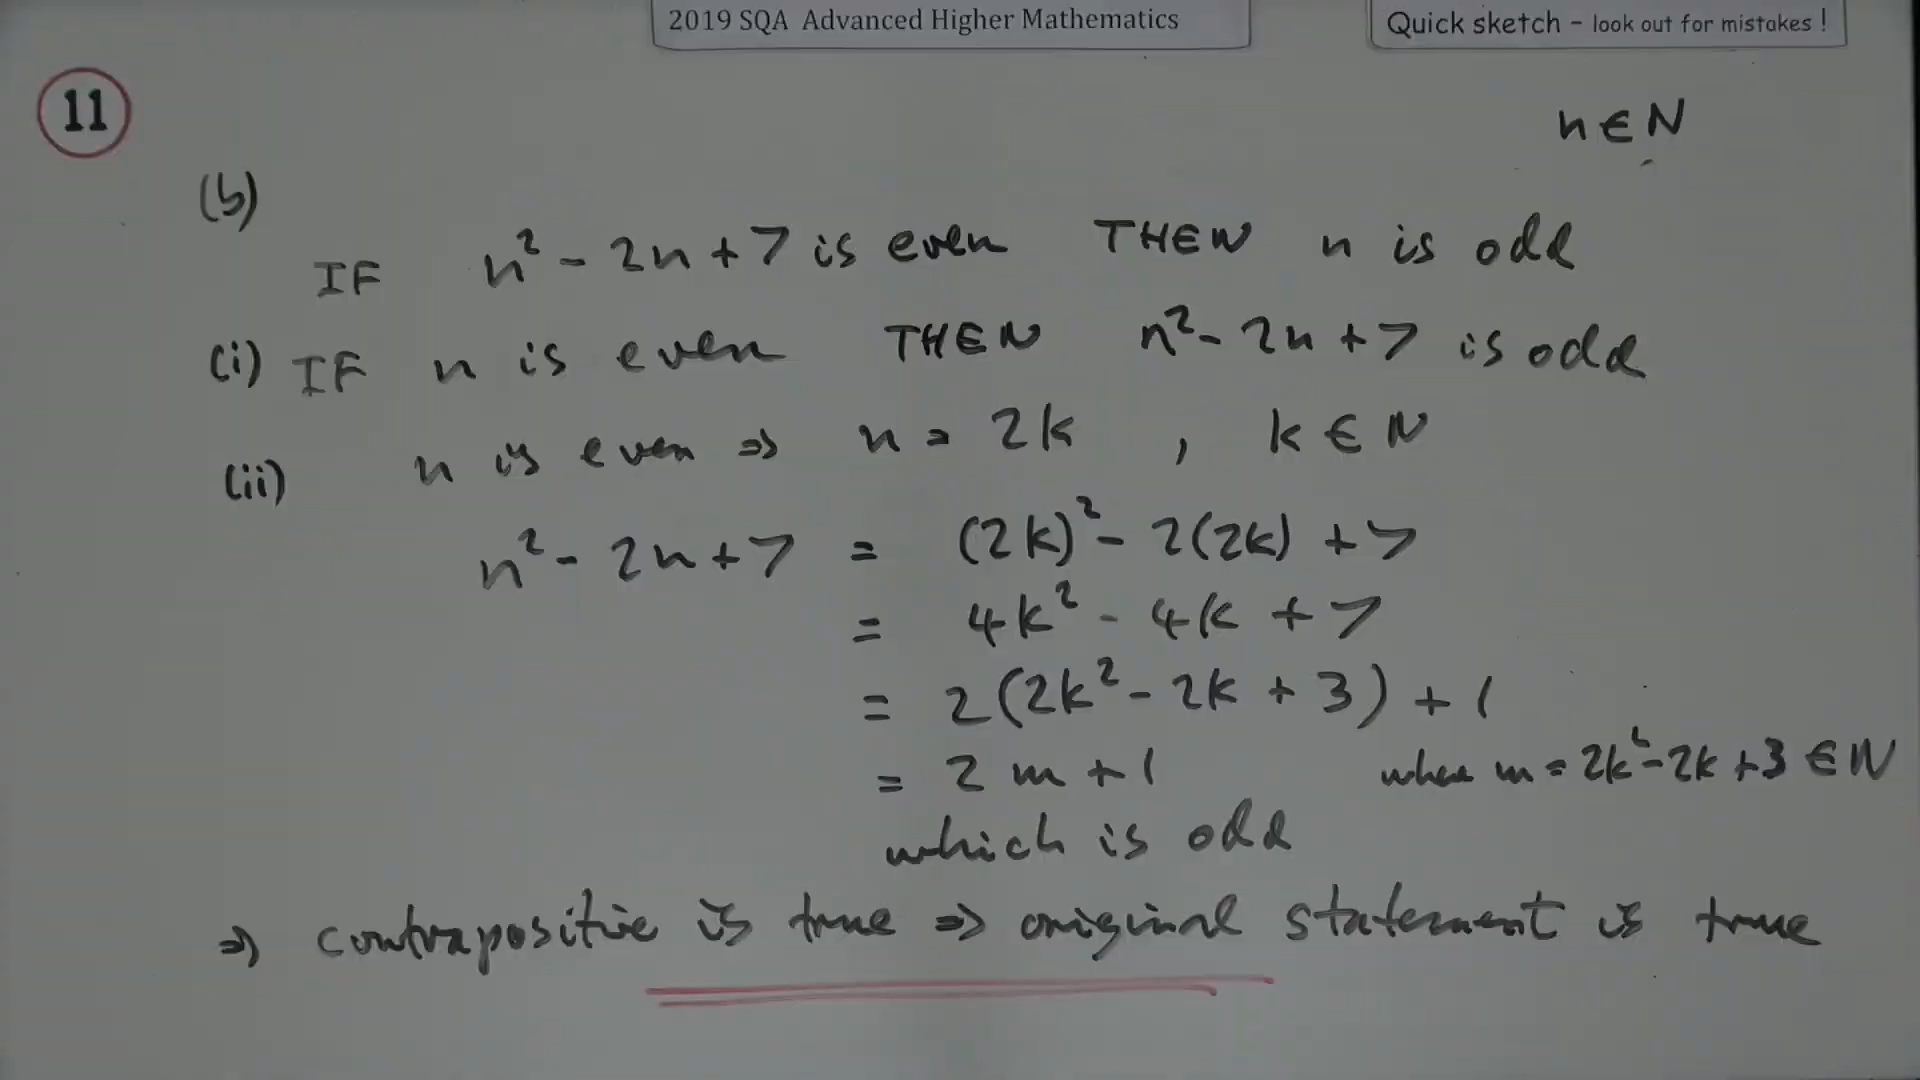 2019 SQA Advanced Higher Mathematics
Quick sketch - look out for mistakes !
11
n ∈ N
(b)
IF n² - 2n + 7 is even THEN n is odd
(i) IF n is even THEN n² - 2n + 7 is odd
(ii) n is even ⇒ n = 2k , k ∈ N
n² - 2n + 7 = (2k)² - 2(2k) + 7
= 4k² - 4k + 7
= 2(2k² - 2k + 3) + 1
= 2m + 1 where m = 2k² - 2k + 3 ∈ N
which is odd
⇒ contrapositive is true ⇒ original statement is true